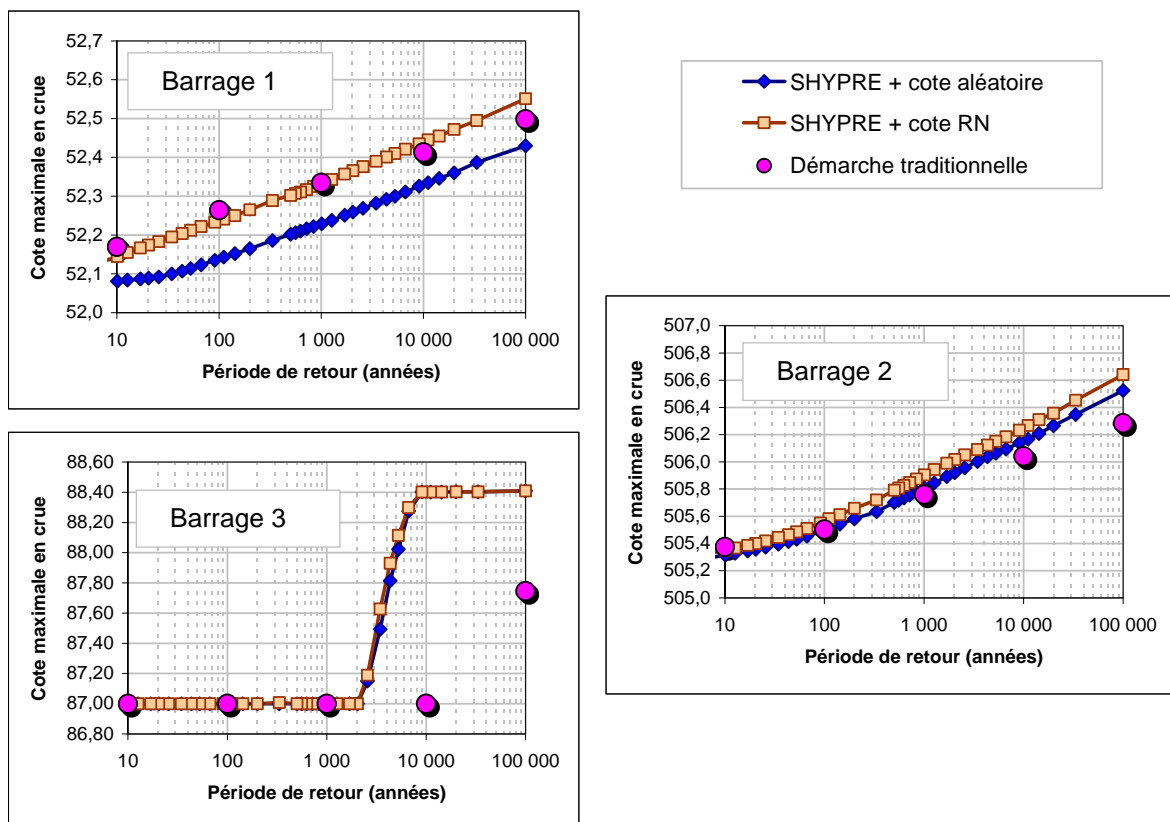 Barrage 1
Cote maximale en crue
52,7
52,6
52,5
52,4
52,3
52,2
52,1
52,0
10 100 1 000 10 000 100 000
Période de retour (années)
SHYPRE + cote aléatoire
SHYPRE + cote RN
Démarche traditionnelle
Barrage 2
Cote maximale en crue
507,0
506,8
506,6
506,4
506,2
506,0
505,8
505,6
505,4
505,2
505,0
10 100 1 000 10 000 100 000
Période de retour (années)
Barrage 3
Cote maximale en crue
88,60
88,40
88,20
88,00
87,80
87,60
87,40
87,20
87,00
86,80
10 100 1 000 10 000 100 000
Période de retour (années)